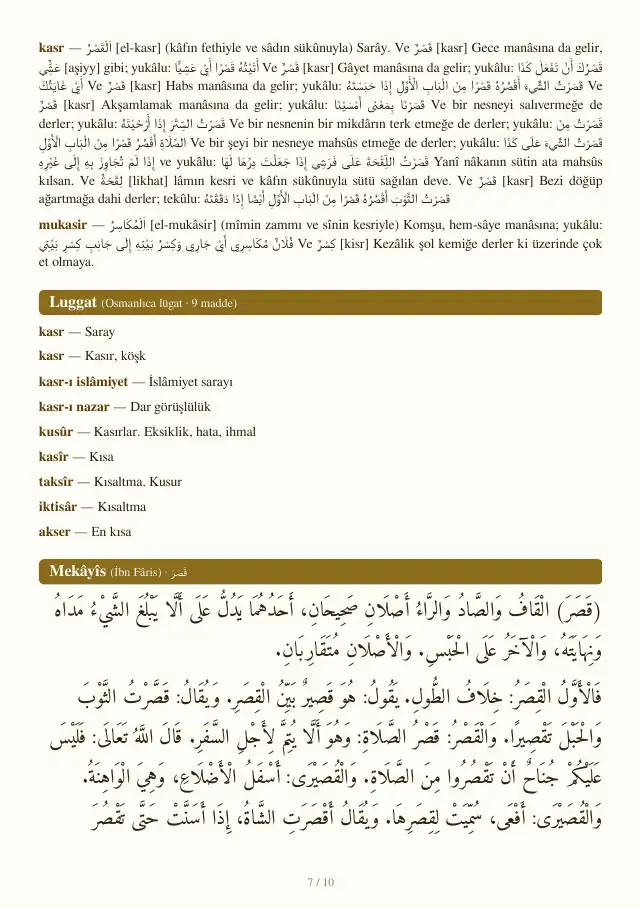 kasr — اَلْقَصْرُ [el-kasr] (kâfın fethiyle ve sâdın sükûnuyla) Sarây. Ve قَصْرٌ [kasr] Gece manâsına da gelir,
عَشِيٌّ [aşiyy] gibi; yukâlu: أَتَيْتُهُ قَصْرًا أَيْ عَشِيًّا Ve قَصْرٌ [kasr] Gâyet manâsına da gelir; yukâlu: قَصْرُكَ أَنْ تَفْعَلَ كَذَا
أَيْ غَايَتُكَ Ve قَصْرٌ [kasr] Habs manâsına da gelir; yukâlu: قَصَرْتُ الشَّيْءَ أَقْصُرُهُ قَصْرًا مِنَ الْبَابِ الْأَوَّلِ إِذَا حَبَسْتَهُ Ve
قَصْرٌ [kasr] Akşamlamak manâsına da gelir; yukâlu: قَصَرْنَا بِمَعْنَى أَمْسَيْنَا Ve bir nesneyi salıvermeğe de
derler; yukâlu: قَصَرْتُ السِّتْرَ إِذَا أَرْخَيْتَهُ Ve bir nesnenin bir mikdârın terk etmeğe de derler; yukâlu: قَصَرْتُ مِنَ
الصَّلَاةِ أَقْصُرُ قَصْرًا مِنَ الْبَابِ الْأَوَّلِ Ve bir şeyi bir nesneye mahsûs etmeğe de derler; yukâlu: قَصَرْتُ الشَّيْءَ عَلَى كَذَا
إِذَا لَمْ تُجَاوِزْ بِهِ إِلَى غَيْرِهِ ve yukâlu: قَصَرْتُ اللِّقْحَةَ عَلَى فَرَسِي إِذَا جَعَلْتَ دَرَّهَا لَهَا Yanî nâkanın sütin ata mahsûs
kılsan. Ve لِقْحَةٌ [likhat] lâmın kesri ve kâfın sükûnuyla sütü sağılan deve. Ve قَصْرٌ [kasr] Bezi döğüp
ağartmağa dahi derler; tekûlu: قَصَرْتُ الثَّوْبَ أَقْصُرُهُ قَصْرًا مِنَ الْبَابِ الْأَوَّلِ أَيْضًا إِذَا دَقَقْتَهُ
mukasir — اَلْمُكَاسِرُ [el-mukâsir] (mîmin zammı ve sînin kesriyle) Komşu, hem-sâye manâsına; yukâlu:
فُلَانٌ مُكَاسِرِي أَيْ جَارِي وَكِسْرُ بَيْتِهِ إِلَى جَانِبِ كِسْرِ بَيْتِي Ve كِسْرٌ [kisr] Kezâlik şol kemiğe derler ki üzerinde çok
et olmaya.
Luggat (Osmanlıca lügat · 9 madde)
kasr — Saray
kasr — Kasır, köşk
kasr-ı islâmiyet — İslâmiyet sarayı
kasr-ı nazar — Dar görüşlülük
kusûr — Kasırlar. Eksiklik, hata, ihmal
kasîr — Kısa
taksîr — Kısaltma. Kusur
iktisâr — Kısaltma
akser — En kısa
Mekâyîs (İbn Fâris) · قَصَرَ
(قَصَرَ) الْقَافُ وَالصَّادُ وَالرَّاءُ أَصْلَانِ صَحِيحَانِ، أَحَدُهُمَا يَدُلُّ عَلَى أَلَّا يَبْلُغَ الشَّيْءُ مَدَاهُ
وَنِهَايَتَهُ، وَالْآخَرُ عَلَى الْحَبْسِ. وَالْأَصْلَانِ مُتَقَارِبَانِ.
فَالْأَوَّلُ الْقِصَرُ: خِلَافُ الطُّولِ. يَقُولُ: هُوَ قَصِيرٌ بَيِّنُ الْقِصَرِ. وَيُقَالُ: قَصَّرْتُ الثَّوْبَ
وَالْحَبْلَ تَقْصِيرًا. وَالْقَصْرُ: قَصْرُ الصَّلَاةِ: وَهُوَ أَلَّا يُتِمَّ لِأَجْلِ السَّفَرِ. قَالَ اللَّهُ تَعَالَى: فَلَيْسَ
عَلَيْكُمْ جُنَاحٌ أَنْ تَقْصُرُوا مِنَ الصَّلَاةِ. وَالْقُصَيْرَى: أَسْفَلُ الْأَضْلَاعِ، وَهِيَ الْوَاهِنَةُ.
وَالْقُصَيْرَى: أَفْعَى، سُمِّيَتْ لِقِصَرِهَا. وَيُقَالُ أَقْصَرَتِ الشَّاةُ، إِذَا أَسَنَّتْ حَتَّى تَقْصُرَ
7 / 10